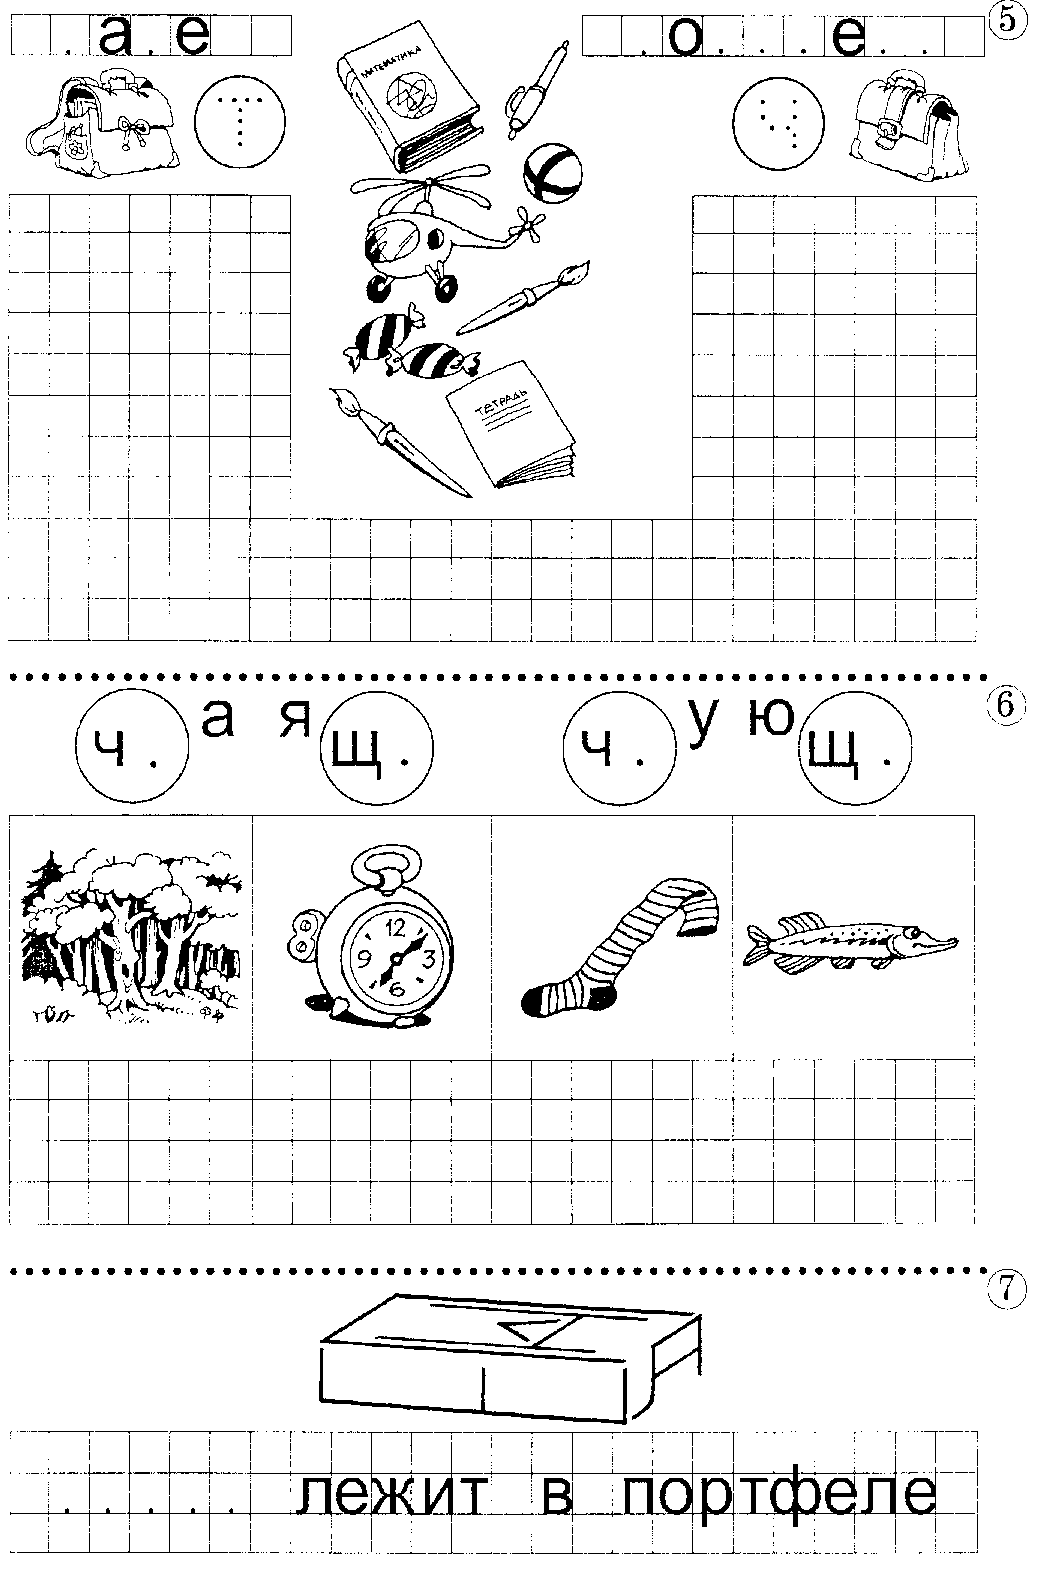 .а.е .о...е.. 5
МАТЕМАТИКА
Т Ч
ТЕТРАДЬ
ч. а я щ. ч. у ю щ. 6
12
9 3
6
7
..... лежит в портфеле